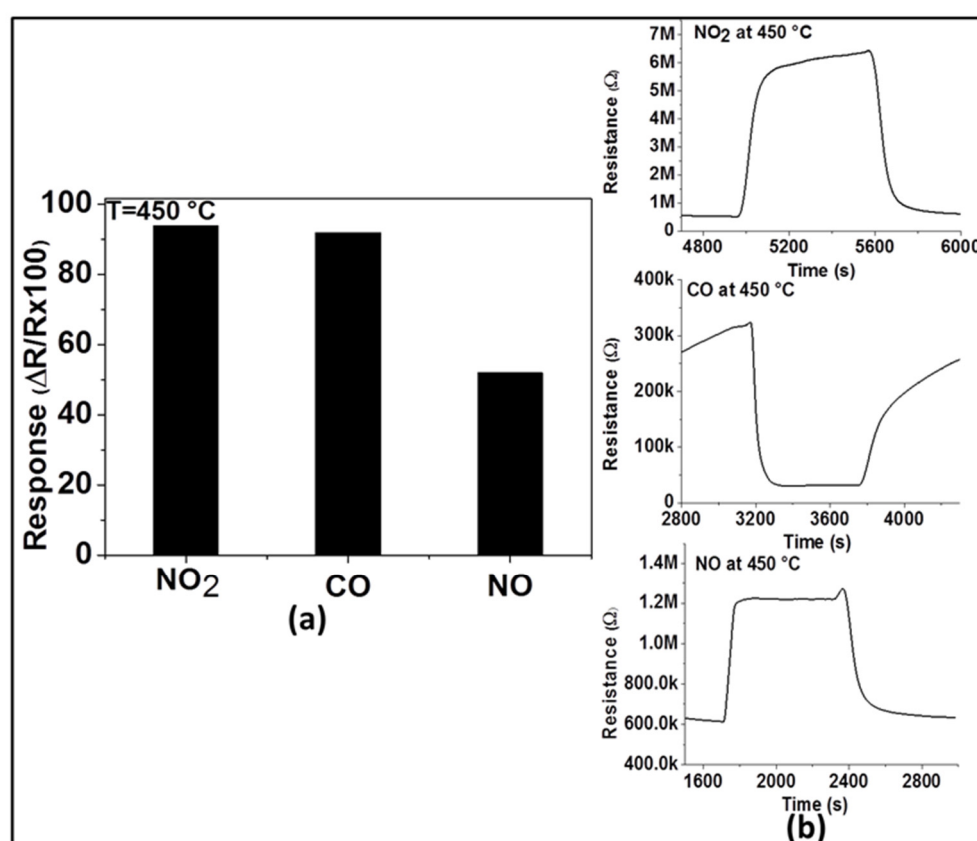 T=450 °C
Response (ΔR/Rx100)
100
80
60
40
20
0
NO2
CO
NO
(a)
NO2 at 450 °C
Resistance (Ω)
7M
6M
5M
4M
3M
2M
1M
0
4800 5200 5600 6000
Time (s)
CO at 450 °C
Resistance (Ω)
400k
300k
200k
100k
0
2800 3200 3600 4000
Time (s)
NO at 450 °C
Resistance (Ω)
1.4M
1.2M
1.0M
800.0k
600.0k
400.0k
1600 2000 2400 2800
Time (s)
(b)